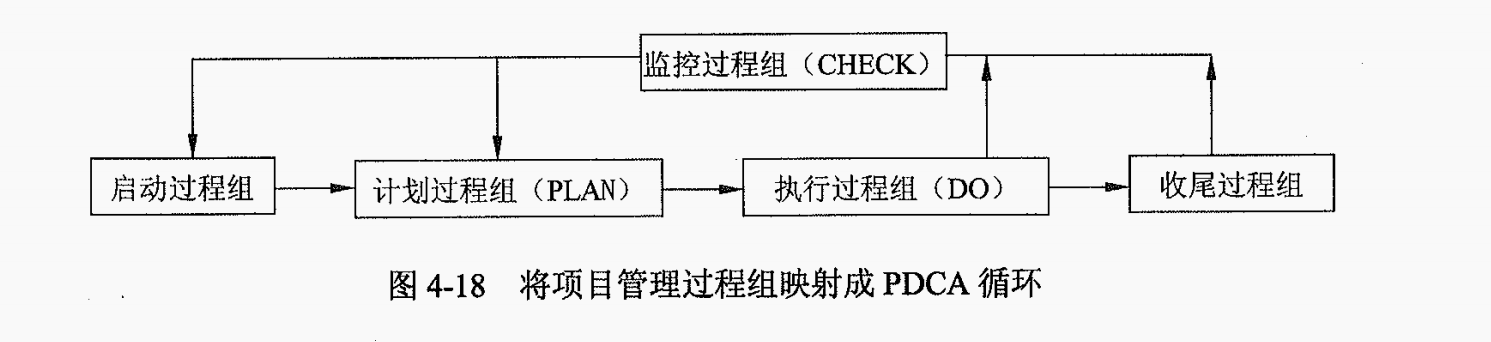 监控过程组（CHECK）
启动过程组
计划过程组（PLAN）
执行过程组（DO）
收尾过程组
图 4-18 将项目管理过程组映射成 PDCA 循环